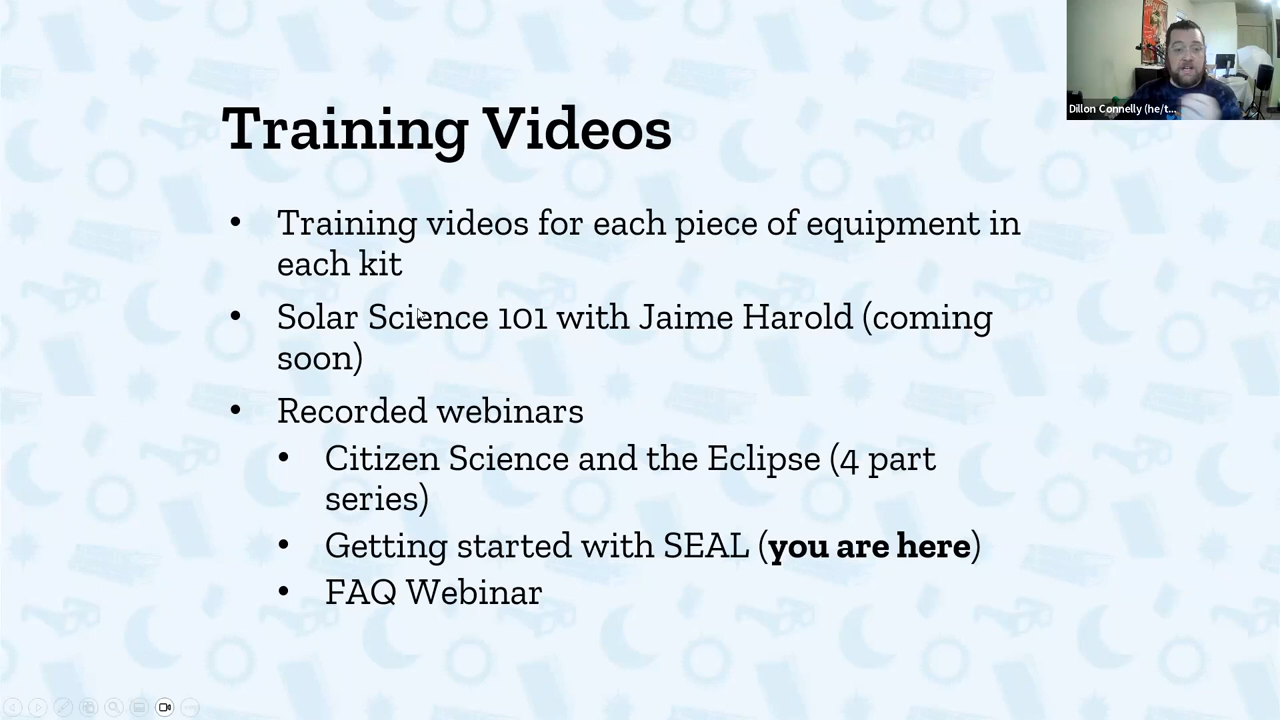 Training Videos
• Training videos for each piece of equipment in
each kit
• Solar Science 101 with Jaime Harold (coming
soon)
• Recorded webinars
• Citizen Science and the Eclipse (4 part
series)
• Getting started with SEAL (you are here)
• FAQ Webinar
Dillon Connelly (he/t...